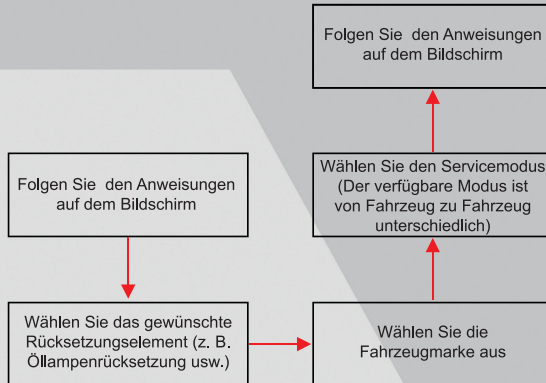 Folgen Sie den Anweisungen
auf dem Bildschirm
Wählen Sie das gewünschte
Rücksetzungselement (z. B.
Öllampenrücksetzung usw.)
Wählen Sie die
Fahrzeugmarke aus
Wählen Sie den Servicemodus
(Der verfügbare Modus ist
von Fahrzeug zu Fahrzeug
unterschiedlich)
Folgen Sie den Anweisungen
auf dem Bildschirm